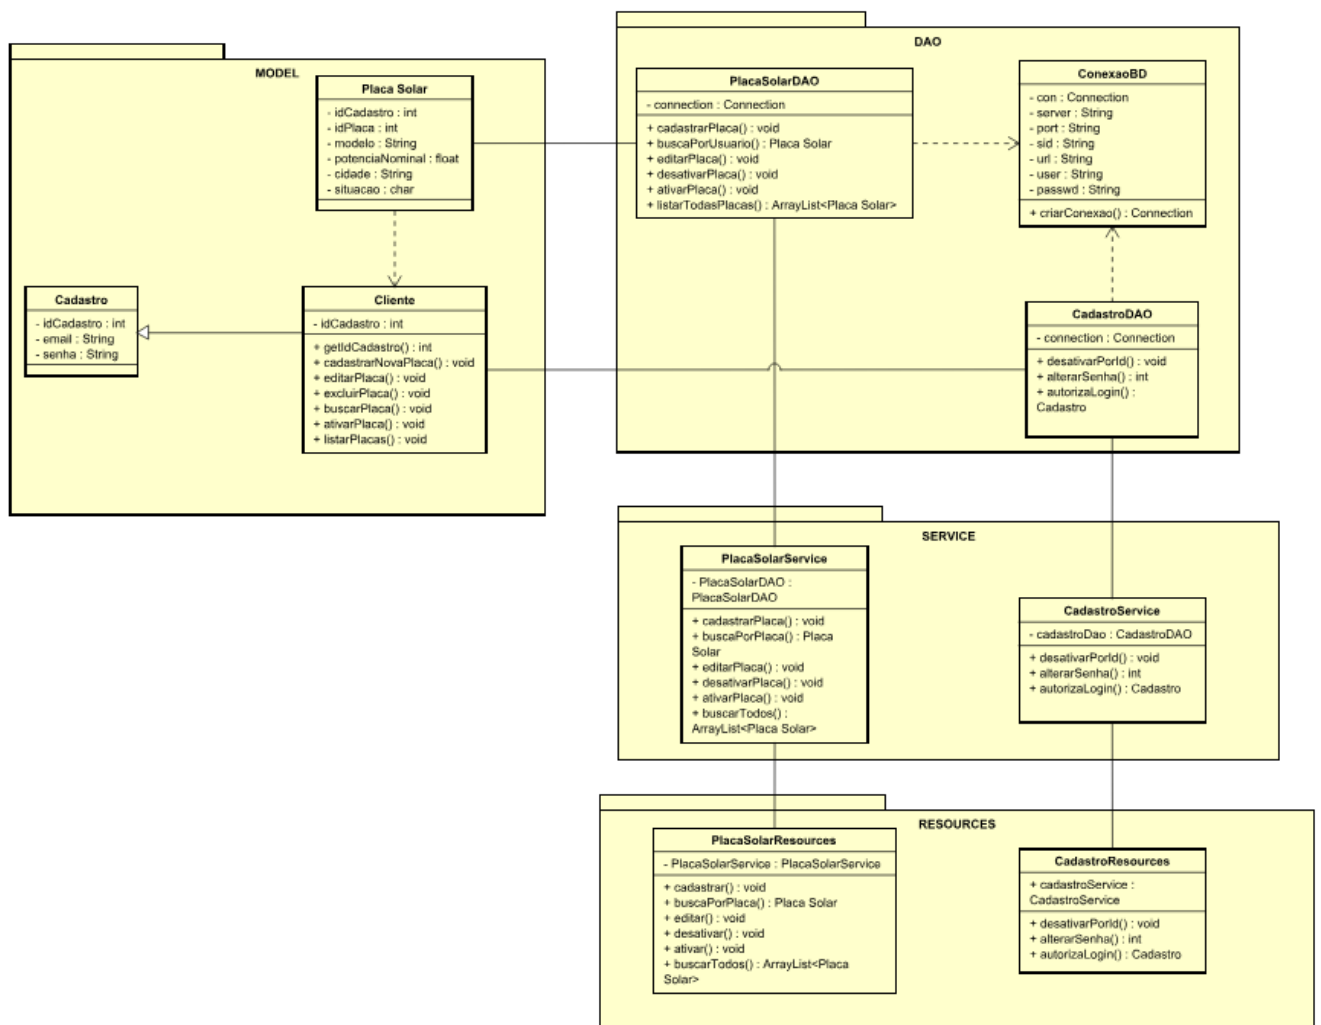 MODEL
Placa Solar
- idCadastro : int
- idPlaca : int
- modelo : String
- potenciaNominal : float
- cidade : String
- situacao : char
Cadastro
- idCadastro : int
- email : String
- senha : String
Cliente
- idCadastro : int
+ getIdCadastro() : int
+ cadastrarNovaPlaca() : void
+ editarPlaca() : void
+ excluirPlaca() : void
+ buscarPlaca() : void
+ ativarPlaca() : void
+ listarPlacas() : void
DAO
PlacaSolarDAO
- connection : Connection
+ cadastrarPlaca() : void
+ buscaPorUsuario() : Placa Solar
+ editarPlaca() : void
+ desativarPlaca() : void
+ ativarPlaca() : void
+ listarTodasPlacas() : ArrayList<Placa Solar>
ConexaoBD
- con : Connection
- server : String
- port : String
- sid : String
- url : String
- user : String
- passwd : String
+ criarConexao() : Connection
CadastroDAO
- connection : Connection
+ desativarPorId() : void
+ alterarSenha() : int
+ autorizaLogin() :
Cadastro
SERVICE
PlacaSolarService
- PlacaSolarDAO :
PlacaSolarDAO
+ cadastrarPlaca() : void
+ buscaPorPlaca() : Placa
Solar
+ editarPlaca() : void
+ desativarPlaca() : void
+ ativarPlaca() : void
+ buscarTodos() :
ArrayList<Placa Solar>
CadastroService
- cadastroDao : CadastroDAO
+ desativarPorId() : void
+ alterarSenha() : int
+ autorizaLogin() : Cadastro
RESOURCES
PlacaSolarResources
- PlacaSolarService : PlacaSolarService
+ cadastrar() : void
+ buscaPorPlaca() : Placa Solar
+ editar() : void
+ desativar() : void
+ ativar() : void
+ buscarTodos() : ArrayList<Placa
Solar>
CadastroResources
+ cadastroService :
CadastroService
+ desativarPorId() : void
+ alterarSenha() : int
+ autorizaLogin() : Cadastro